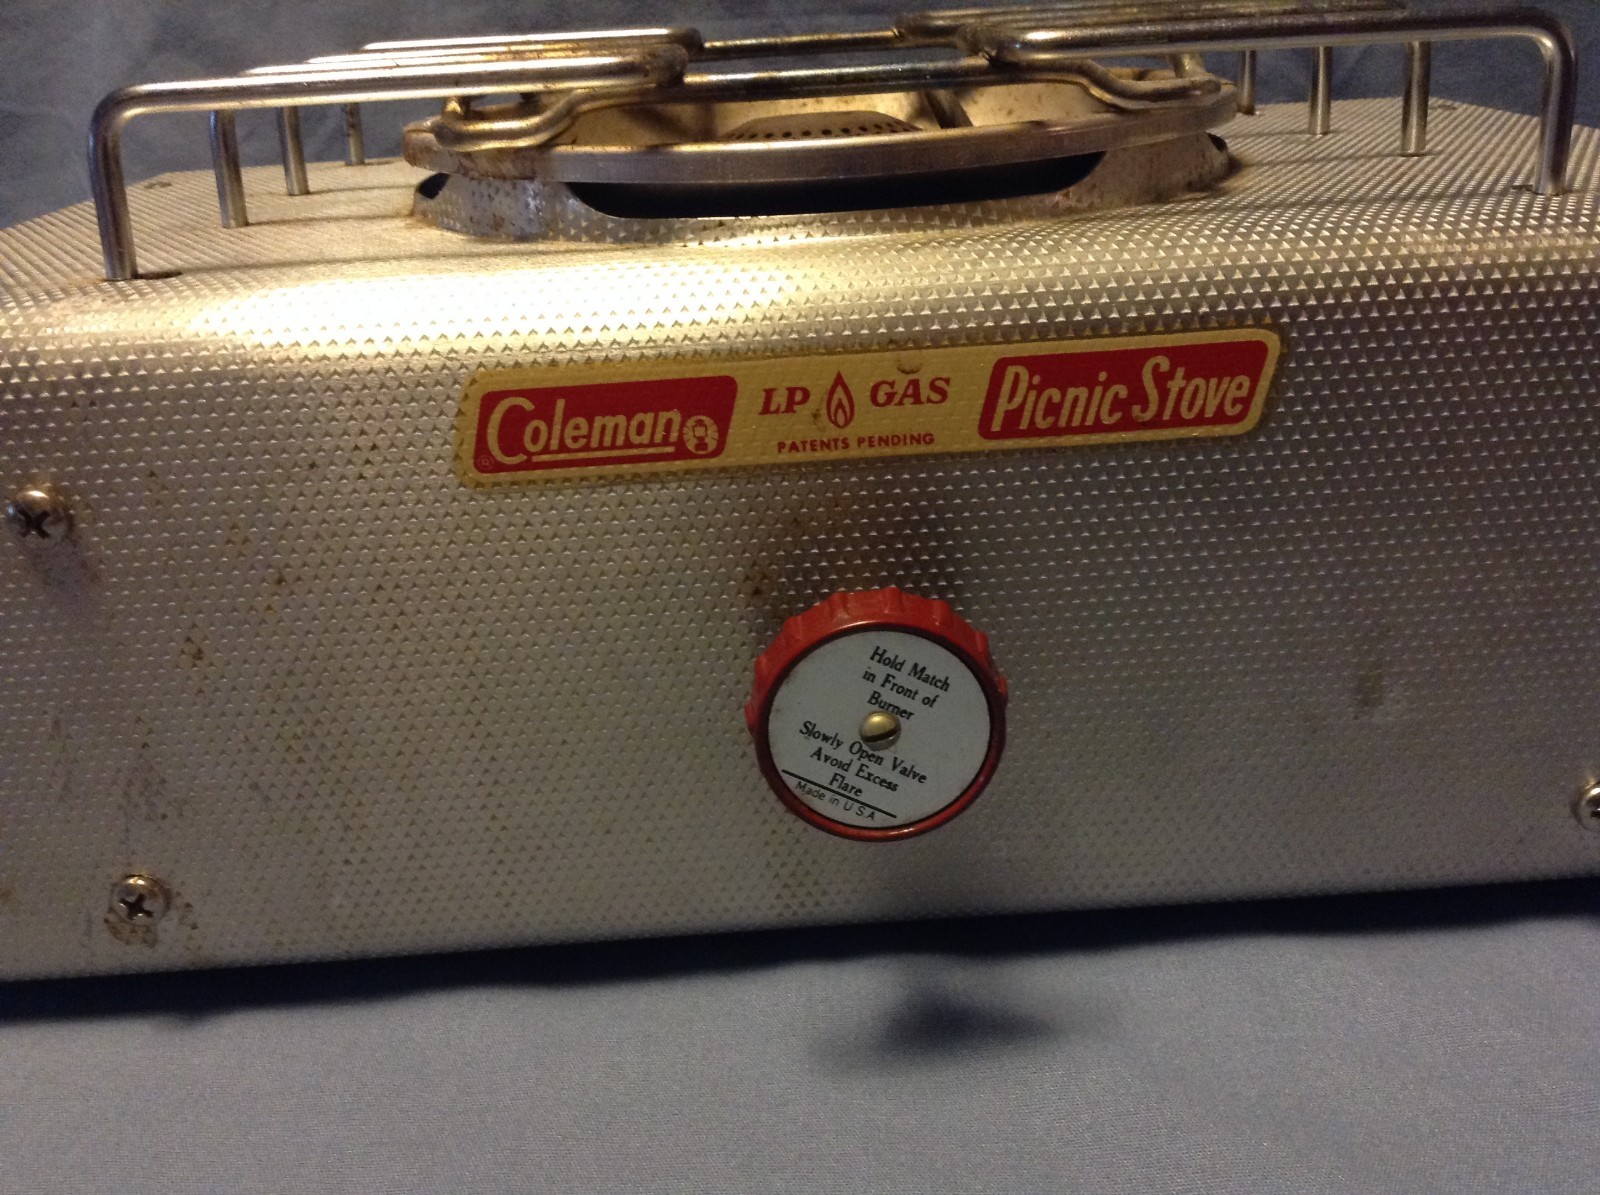 Coleman LP GAS Picnic Stove
®
PATENTS PENDING
Hold Match
in Front of
Burner
Slowly Open Valve
Avoid Excess
Flare
Made in U.S.A